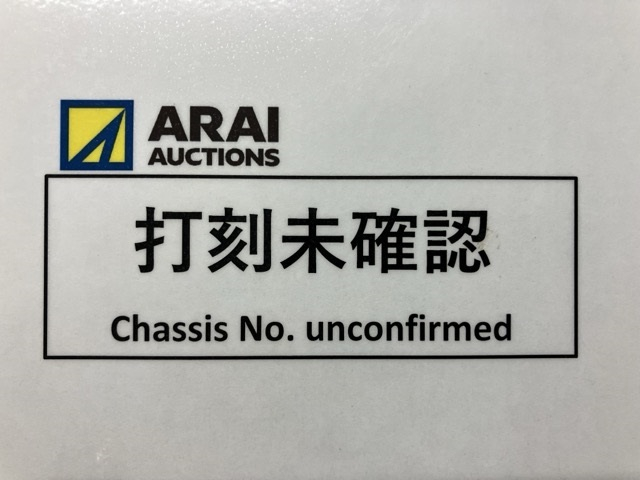 ARAI
AUCTIONS
打刻未確認
Chassis No. unconfirmed